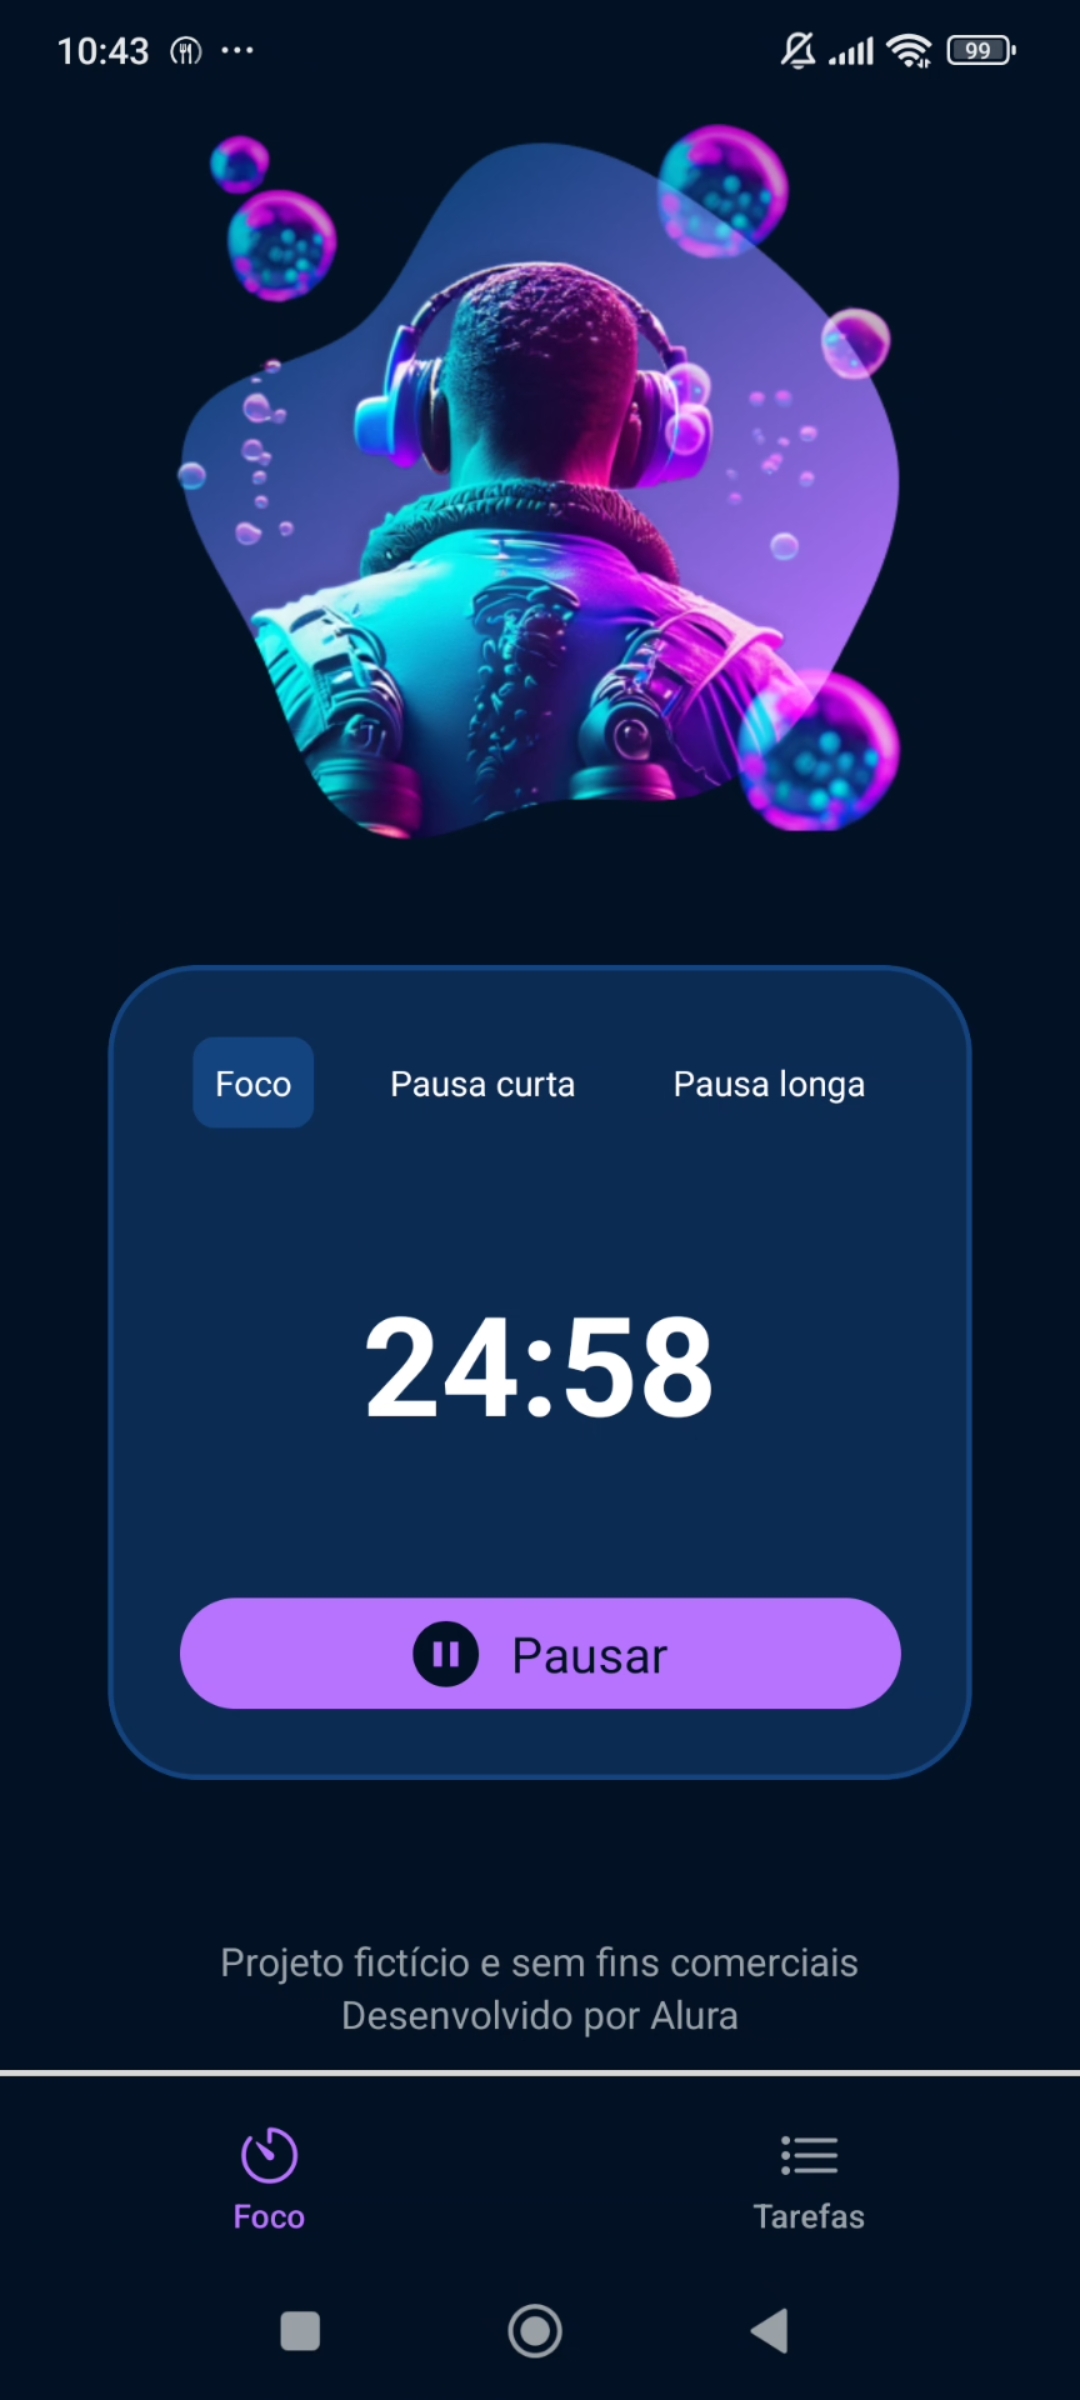 10:43
99
Foco Pausa curta Pausa longa
24:58
Pausar
Projeto fictício e sem fins comerciais
Desenvolvido por Alura
Foco Tarefas